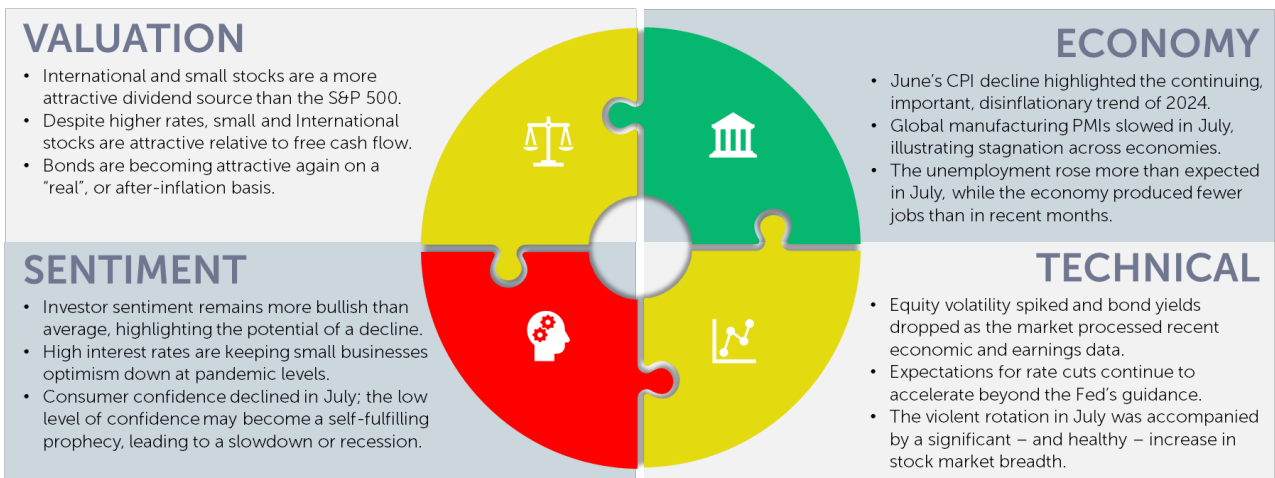 VALUATION
• International and small stocks are a more
attractive dividend source than the S&P 500.
• Despite higher rates, small and International
stocks are attractive relative to free cash flow.
• Bonds are becoming attractive again on a
“real”, or after-inflation basis.
ECONOMY
• June’s CPI decline highlighted the continuing,
important, disinflationary trend of 2024.
• Global manufacturing PMIs slowed in July,
illustrating stagnation across economies.
• The unemployment rose more than expected
in July, while the economy produced fewer
jobs than in recent months.
SENTIMENT
• Investor sentiment remains more bullish than
average, highlighting the potential of a decline.
• High interest rates are keeping small businesses
optimism down at pandemic levels.
• Consumer confidence declined in July; the low
level of confidence may become a self-fulfilling
prophecy, leading to a slowdown or recession.
TECHNICAL
• Equity volatility spiked and bond yields
dropped as the market processed recent
economic and earnings data.
• Expectations for rate cuts continue to
accelerate beyond the Fed’s guidance.
• The violent rotation in July was accompanied
by a significant – and healthy – increase in
stock market breadth.